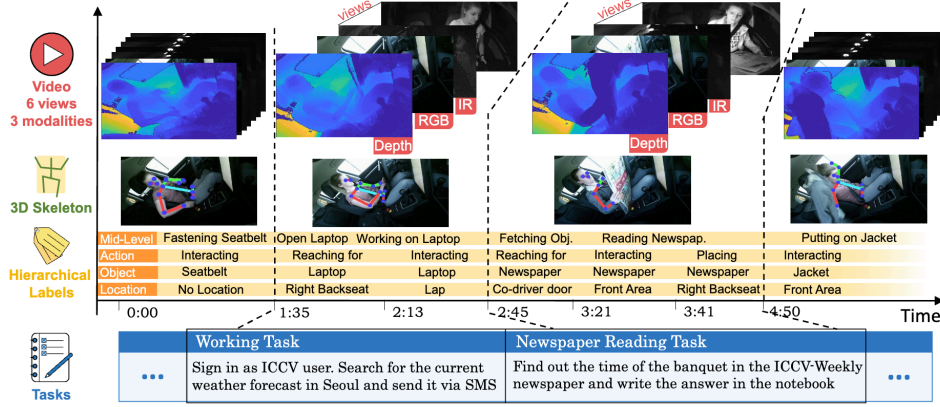 views
views
Video
6 views
3 modalities
IR
RGB
Depth
IR
RGB
Depth
3D Skeleton
Hierarchical
Labels
Mid-Level Fastening Seatbelt Open Laptop Working on Laptop Fetching Obj. Reading Newspap. Putting on Jacket
Action Interacting Reaching for Interacting Reaching for Interacting Placing Interacting
Object Seatbelt Laptop Laptop Newspaper Newspaper Newspaper Jacket
Location No Location Right Backseat Lap Co-driver door Front Area Right Backseat Front Area
0:00 1:35 2:13 2:45 3:21 3:41 4:50 Time
Tasks
Working Task
Sign in as ICCV user. Search for the current
weather forecast in Seoul and send it via SMS
Newspaper Reading Task
Find out the time of the banquet in the ICCV-Weekly
newspaper and write the answer in the notebook